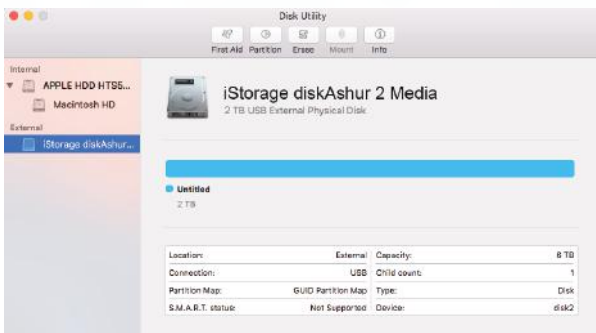 Disk Utility
First Aid Partition Erase Mount Info
Internal
APPLE HDD HTS5...
Macintosh HD
External
iStorage diskAshur...
iStorage diskAshur 2 Media
2 TB USB External Physical Disk
Untitled
2 TB
Location: External Capacity: 6 TB
Connection: USB Child count: 1
Partition Map: GUID Partition Map Type: Disk
S.M.A.R.T. status: Not Supported Device: disk2